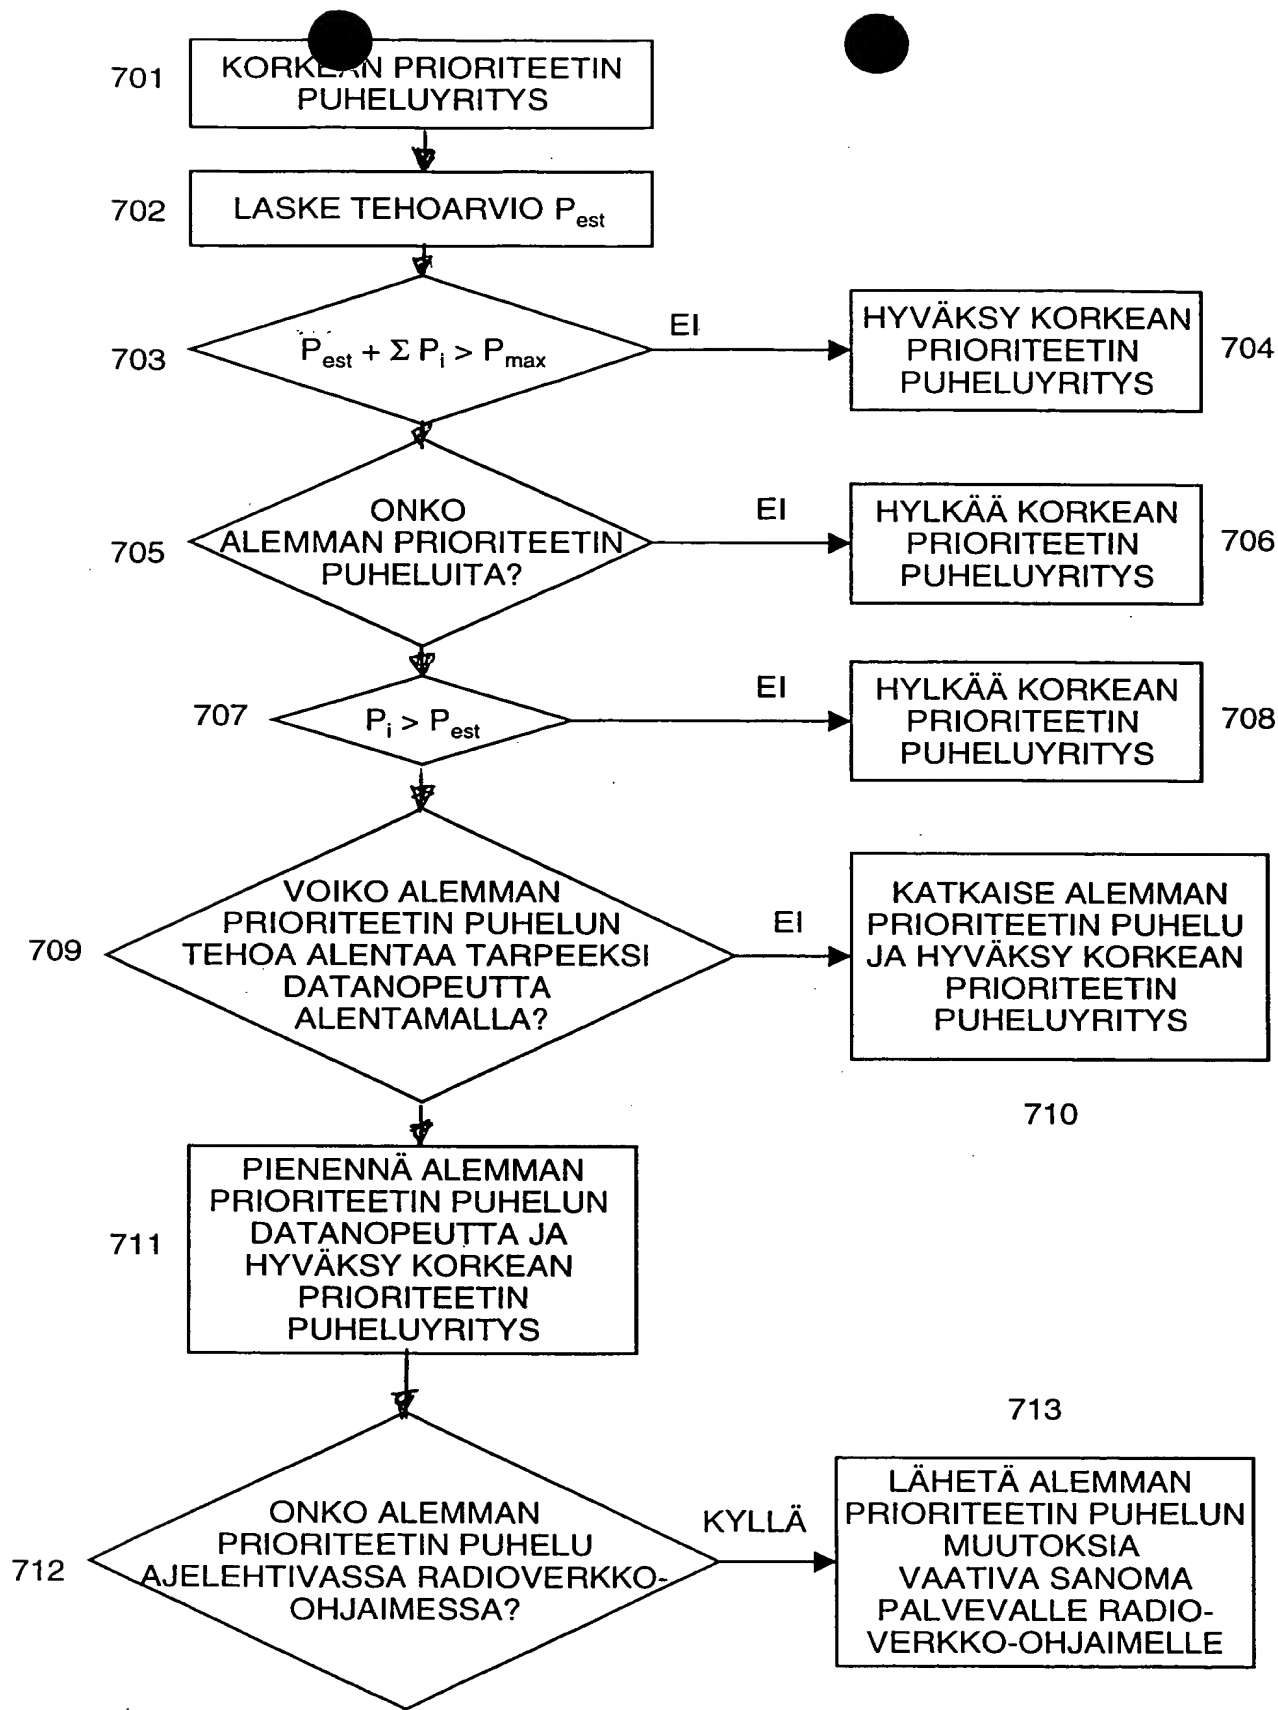 701
KORKEAN PRIORITEETIN
PUHELUYRITYS
702
LASKE TEHOARVIO Pest
703
Pest + Σ Pi > Pmax
EI
HYVÄKSY KORKEAN
PRIORITEETIN
PUHELUYRITYS
704
705
ONKO
ALEMMAN PRIORITEETIN
PUHELUITA?
EI
HYLKÄÄ KORKEAN
PRIORITEETIN
PUHELUYRITYS
706
707
Pi > Pest
EI
HYLKÄÄ KORKEAN
PRIORITEETIN
PUHELUYRITYS
708
709
VOIKO ALEMMAN
PRIORITEETIN PUHELUN
TEHOA ALENTAA TARPEEKSI
DATANOPEUTTA
ALENTAMALLA?
EI
KATKAISE ALEMMAN
PRIORITEETIN PUHELU
JA HYVÄKSY KORKEAN
PRIORITEETIN
PUHELUYRITYS
710
711
PIENENNÄ ALEMMAN
PRIORITEETIN PUHELUN
DATANOPEUTTA JA
HYVÄKSY KORKEAN
PRIORITEETIN
PUHELUYRITYS
712
ONKO ALEMMAN
PRIORITEETIN PUHELU
AJELEHTIVASSA RADIOVERKKO-
OHJAIMESSA?
KYLLÄ
713
LÄHETÄ ALEMMAN
PRIORITEETIN PUHELUN
MUUTOKSIA
VAATIVA SANOMA
PALVEVALLE RADIO-
VERKKO-OHJAIMELLE